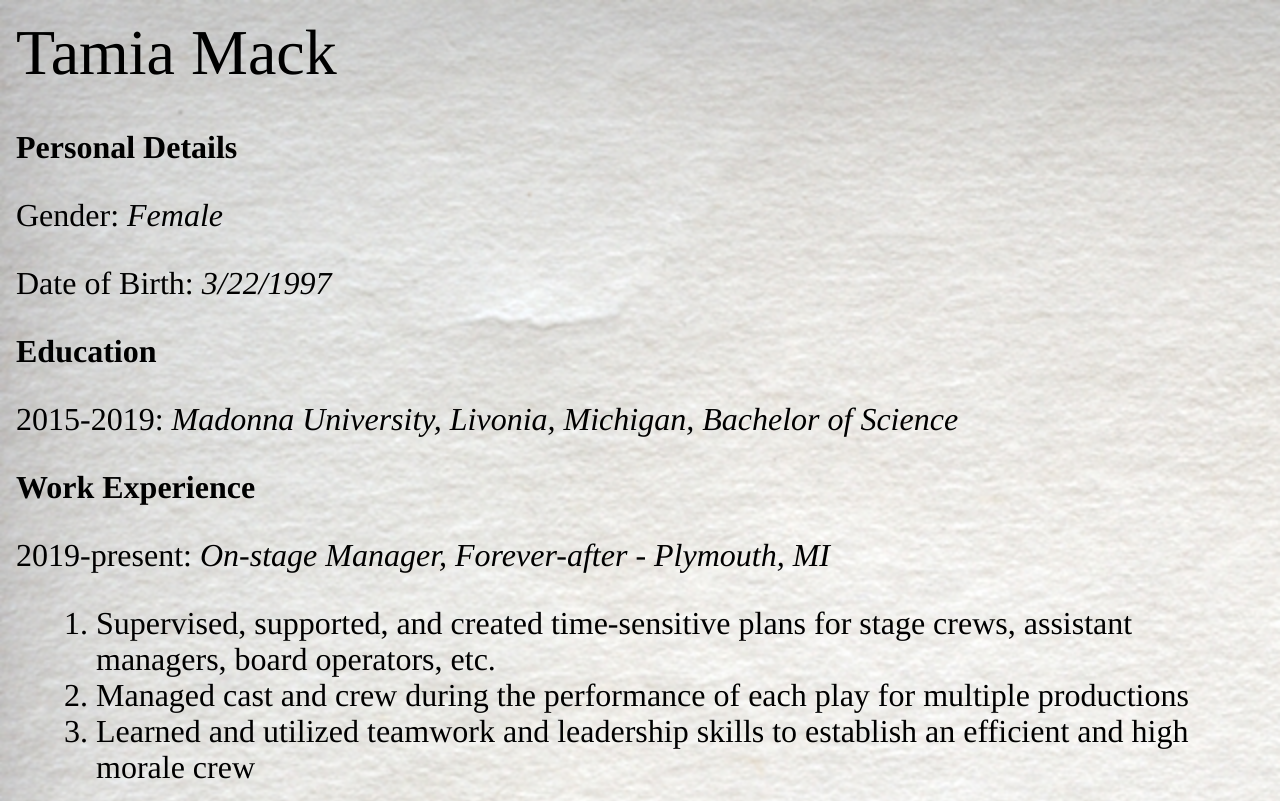 Tamia Mack
Personal Details
Gender: Female
Date of Birth: 3/22/1997
Education
2015-2019: Madonna University, Livonia, Michigan, Bachelor of Science
Work Experience
2019-present: On-stage Manager, Forever-after - Plymouth, MI
1. Supervised, supported, and created time-sensitive plans for stage crews, assistant
managers, board operators, etc.
2. Managed cast and crew during the performance of each play for multiple productions
3. Learned and utilized teamwork and leadership skills to establish an efficient and high
morale crew